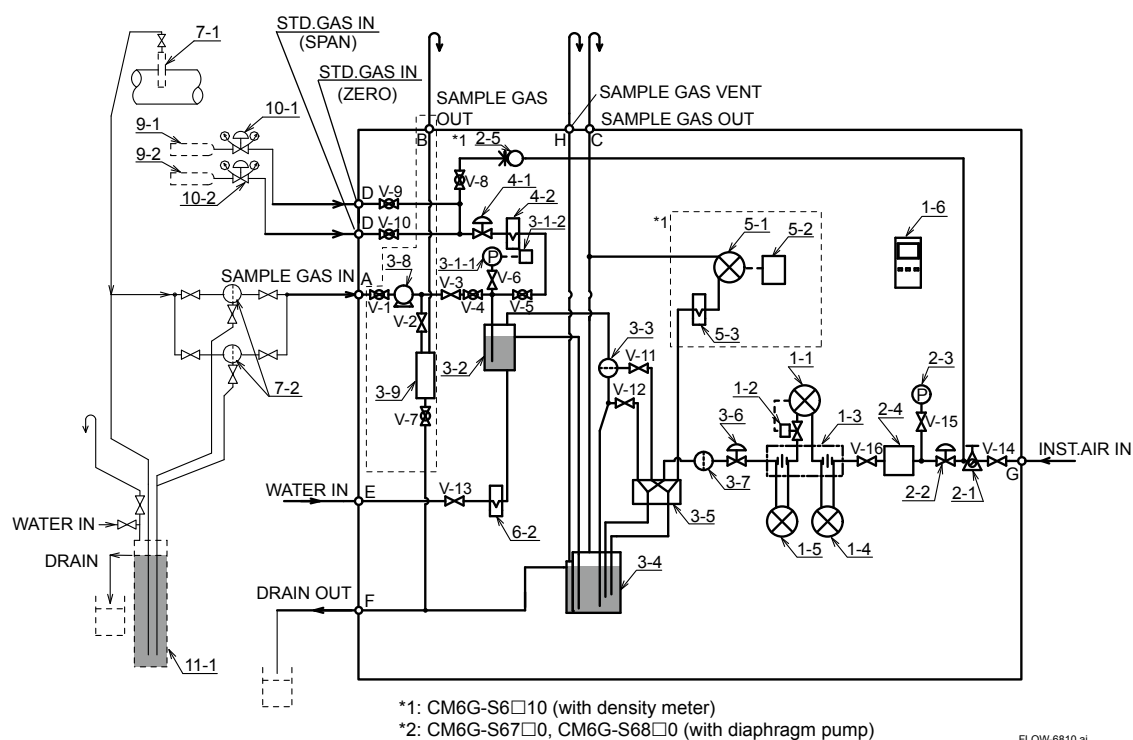 STD.GAS IN
(SPAN)
7-1
STD.GAS IN
(ZERO)
SAMPLE GAS
OUT
SAMPLE GAS VENT
SAMPLE GAS OUT
10-1
9-1
9-2
10-2
B
*1
2-5
H
C
V-8
D
V-9
D
V-10
4-1
4-2
3-1-2
3-1-1
P
V-6
*1
5-1
5-2
5-3
1-6
SAMPLE GAS IN
A
3-8
V-3
V-1
V-2
V-4
V-5
3-2
3-9
V-7
3-3
V-11
V-12
7-2
1-1
1-2
1-3
2-3
P
2-4
V-15
3-6
V-16
V-14
INST.AIR IN
G
2-2
2-1
3-7
3-5
1-5
1-4
WATER IN
E
V-13
6-2
WATER IN
DRAIN
3-4
DRAIN OUT
F
11-1
*1: CM6G-S6□10 (with density meter)
*2: CM6G-S67□0, CM6G-S68□0 (with diaphragm pump)
FLOW-6810.ai